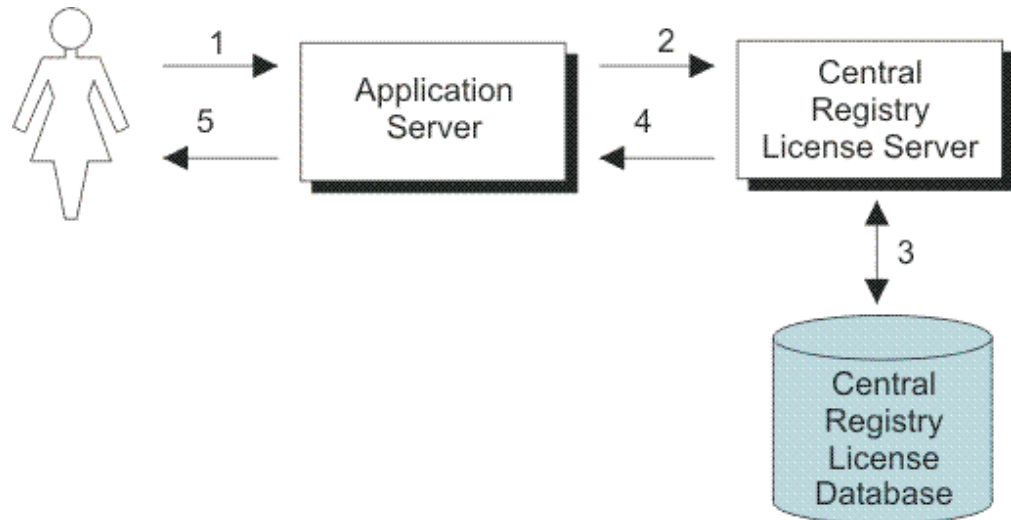 1
Application
Server
2
Central
Registry
License Server
5
4
3
Central
Registry
License
Database